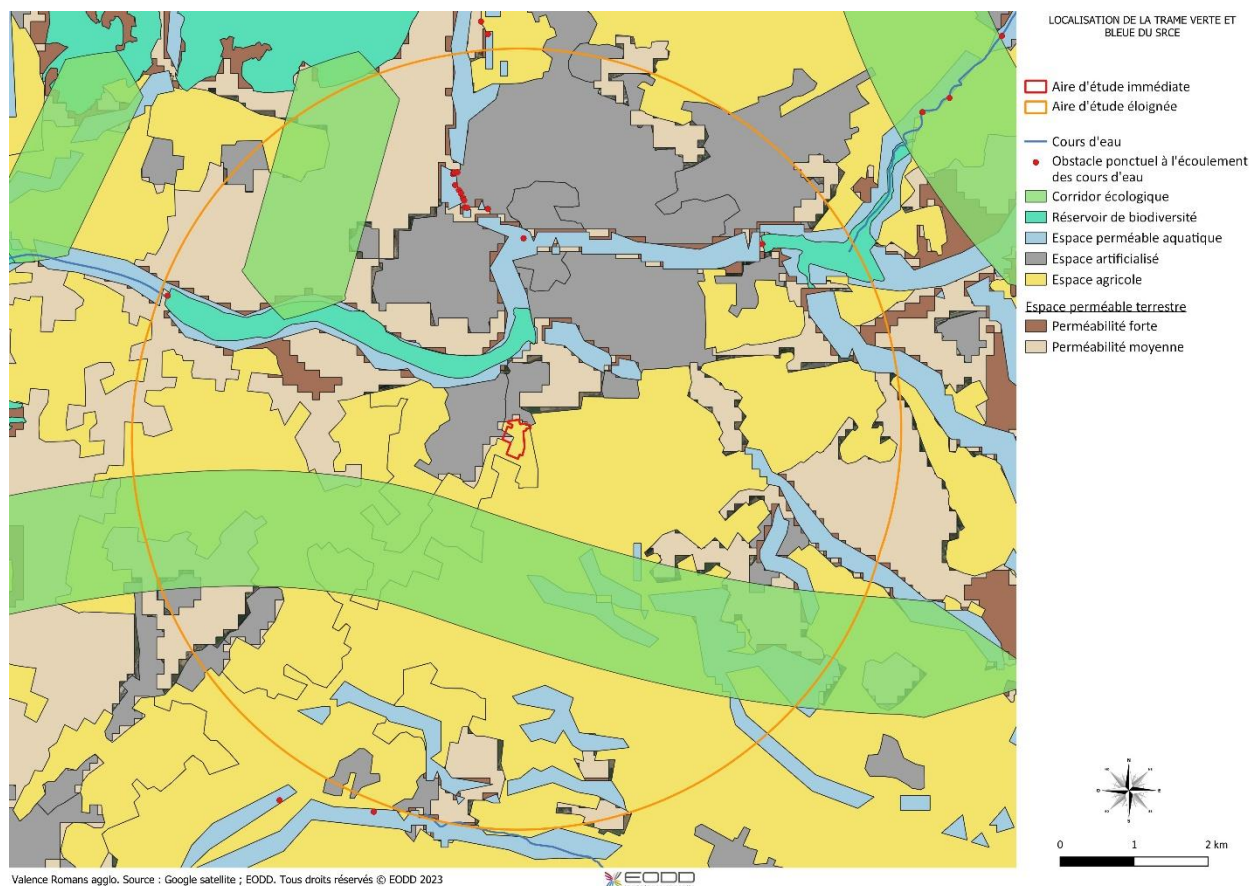 LOCALISATION DE LA TRAME VERTE ET
BLEUE DU SRCE
Aire d'étude immédiate
Aire d'étude éloignée
Cours d'eau
Obstacle ponctuel à l'écoulement
des cours d'eau
Corridor écologique
Réservoir de biodiversité
Espace perméable aquatique
Espace artificialisé
Espace agricole
Espace perméable terrestre
Perméabilité forte
Perméabilité moyenne
N
O
E
S
0 1 2 km
Valence Romans agglo. Source : Google satellite ; EODD. Tous droits réservés © EODD 2023
EODD